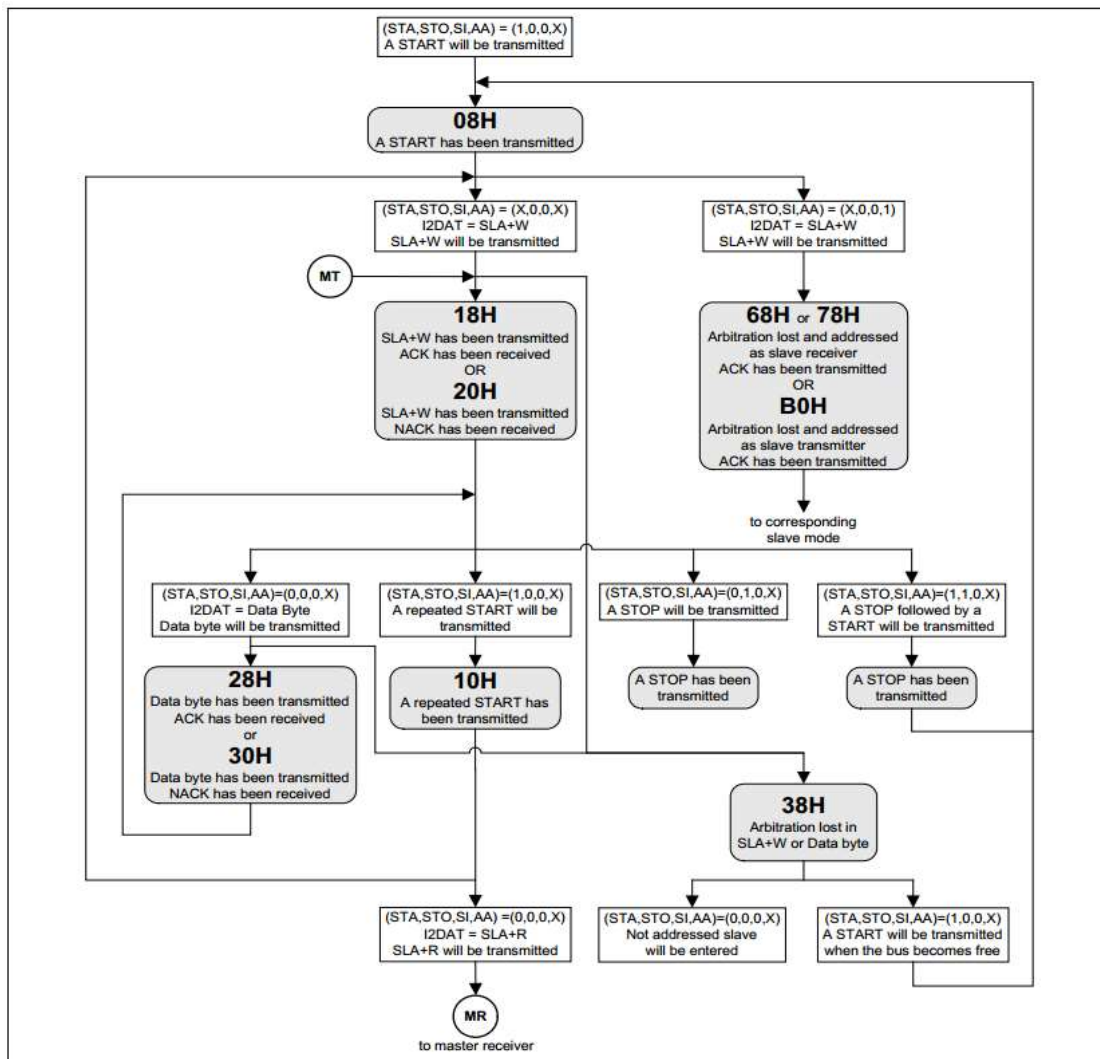 (STA,STO,SI,AA) = (1,0,0,X)
A START will be transmitted
08H
A START has been transmitted
(STA,STO,SI,AA) = (X,0,0,X)
I2DAT = SLA+W
SLA+W will be transmitted
(STA,STO,SI,AA) = (X,0,0,1)
I2DAT = SLA+W
SLA+W will be transmitted
MT
18H
SLA+W has been transmitted
ACK has been received
OR
20H
SLA+W has been transmitted
NACK has been received
68H or 78H
Arbitration lost and addressed
as slave receiver
ACK has been transmitted
OR
B0H
Arbitration lost and addressed
as slave transmitter
ACK has been transmitted
to corresponding
slave mode
(STA,STO,SI,AA)=(0,0,0,X)
I2DAT = Data Byte
Data byte will be transmitted
(STA,STO,SI,AA)=(1,0,0,X)
A repeated START will be
transmitted
(STA,STO,SI,AA)=(0,1,0,X)
A STOP will be transmitted
(STA,STO,SI,AA)=(1,1,0,X)
A STOP followed by a
START will be transmitted
28H
Data byte has been transmitted
ACK has been received
or
30H
Data byte has been transmitted
NACK has been received
10H
A repeated START has
been transmitted
A STOP has been
transmitted
A STOP has been
transmitted
38H
Arbitration lost in
SLA+W or Data byte
(STA,STO,SI,AA) =(0,0,0,X)
I2DAT = SLA+R
SLA+R will be transmitted
(STA,STO,SI,AA)=(0,0,0,X)
Not addressed slave
will be entered
(STA,STO,SI,AA)=(1,0,0,X)
A START will be transmitted
when the bus becomes free
MR
to master receiver